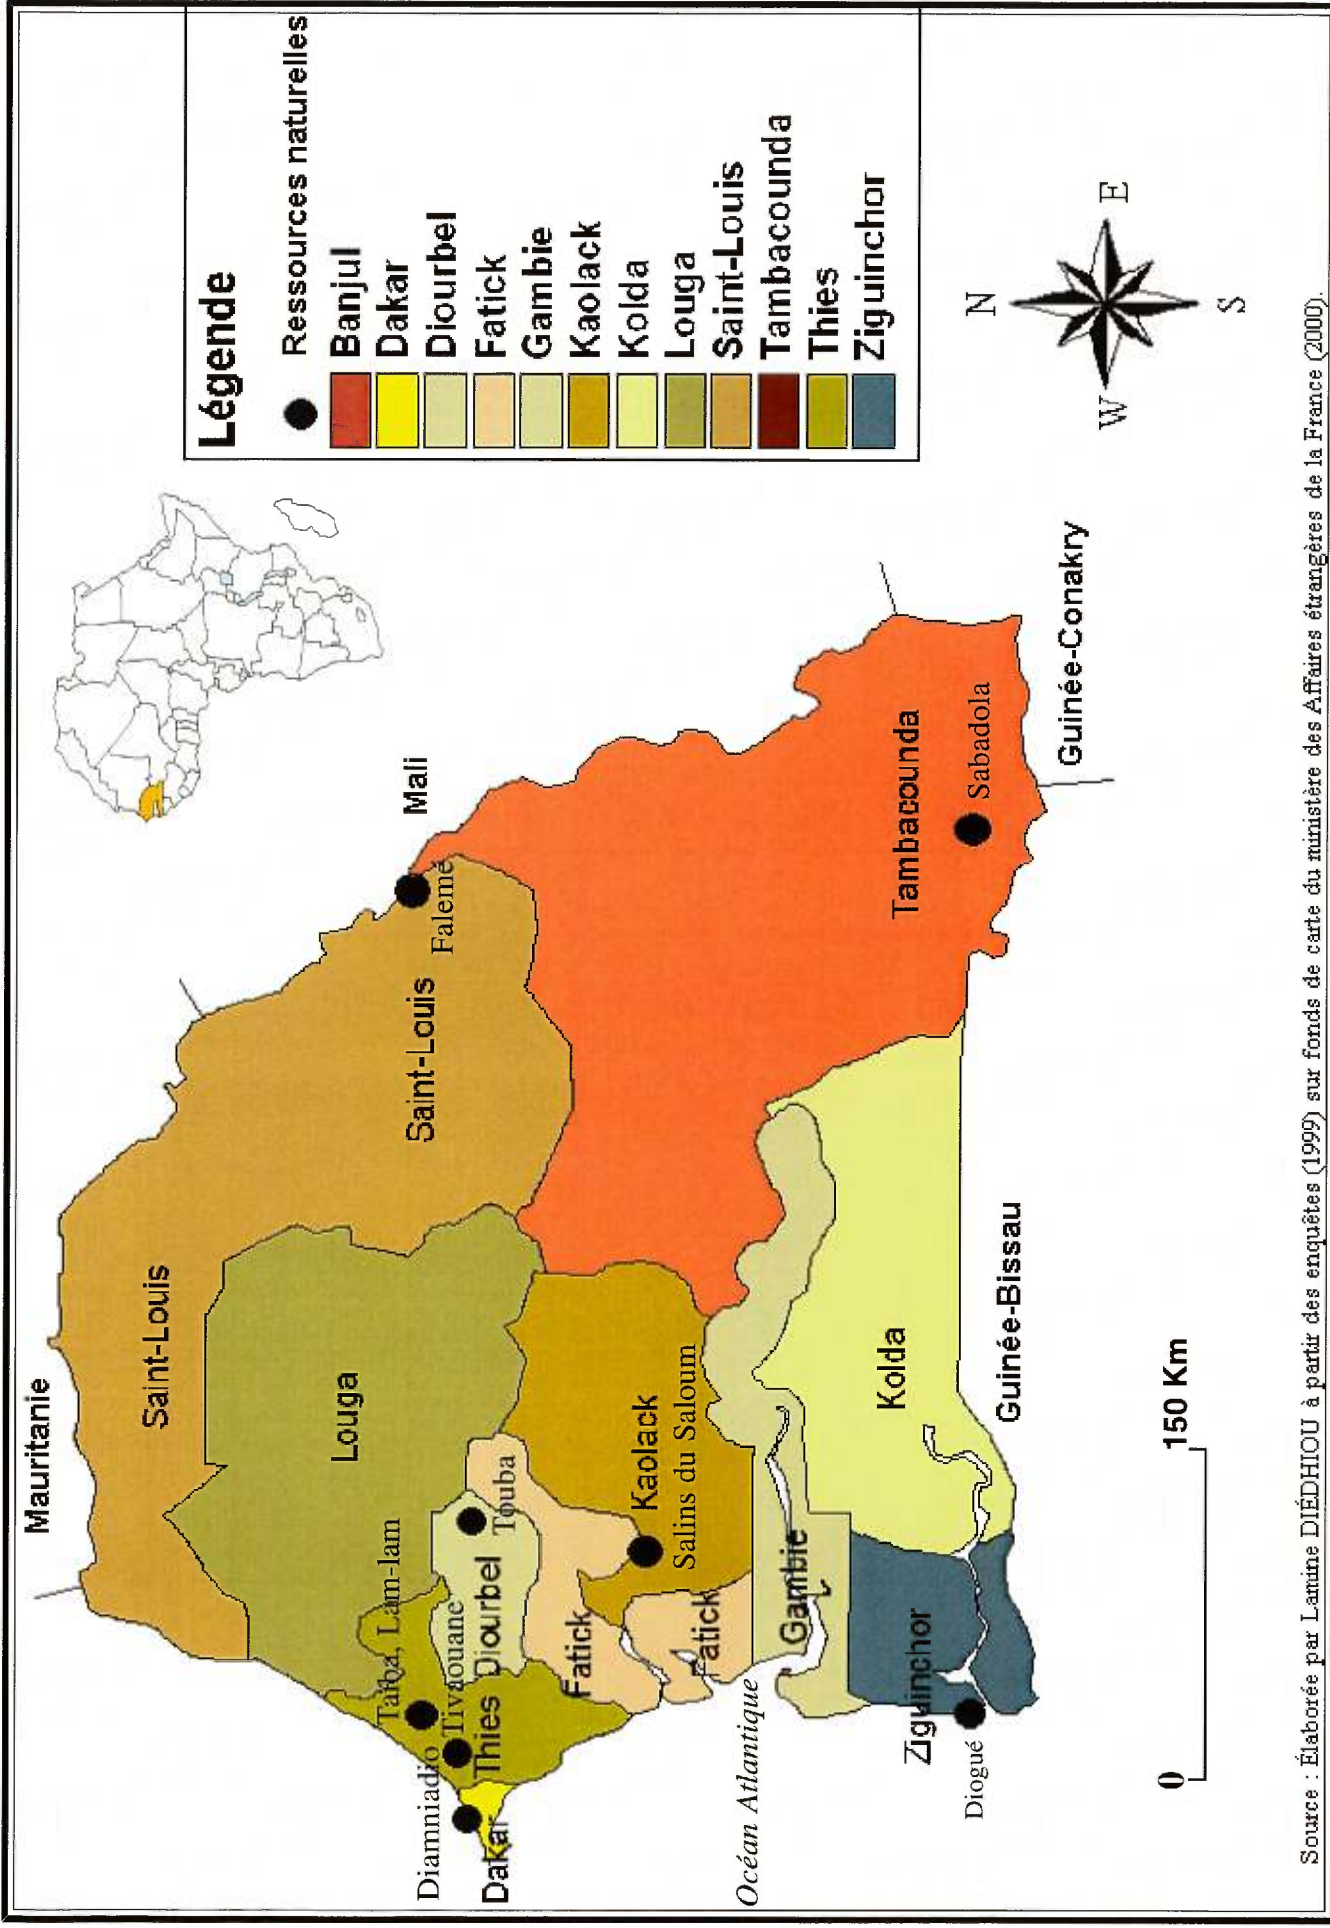 Mauritanie
Saint-Louis
Louga
Saint-Louis
Mali
Falemé
Taïba, Lam-lam
Tivaouane
Diamniadio
Thies
Diourbel
Touba
Dakar
Fatick
Kaolack
Salins du Saloum
Fatick
Océan Atlantique
Gambie
Tambacounda
Sabadola
Kolda
Ziguinchor
Diogué
Guinée-Bissau
Guinée-Conakry
0 150 Km
Légende
Ressources naturelles
Banjul
Dakar
Diourbel
Fatick
Gambie
Kaolack
Kolda
Louga
Saint-Louis
Tambacounda
Thies
Ziguinchor
N
W E
S
Source : Élaborée par Lamine DIÉDHIOU à partir des enquêtes (1999) sur fonds de carte du ministère des Affaires étrangères de la France (2000).